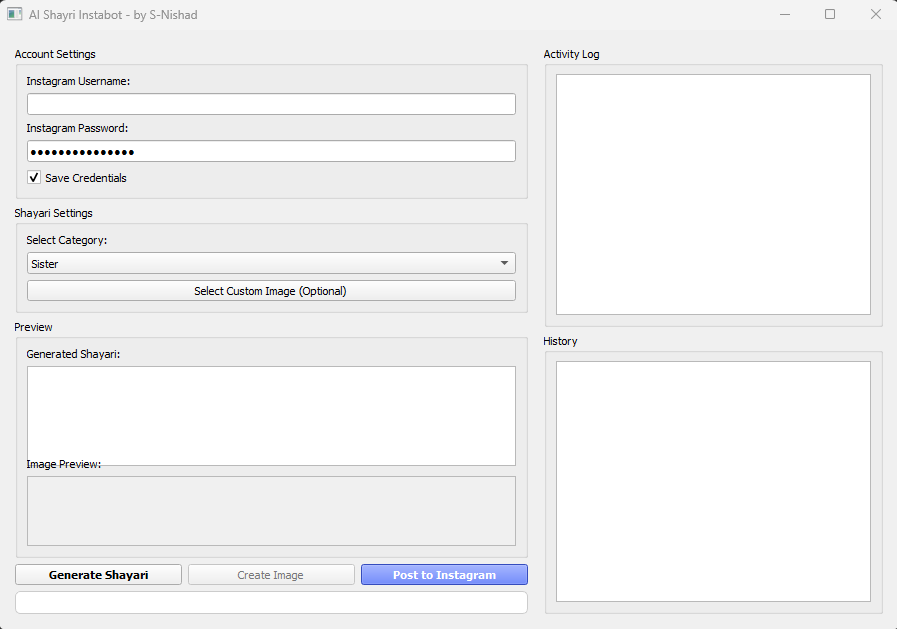 AI Shayri Instabot - by S-Nishad
Account Settings
Instagram Username:
Instagram Password:
•••••••••••••••
Save Credentials
Shayari Settings
Select Category:
Sister
Select Custom Image (Optional)
Preview
Generated Shayari:
Image Preview:
Generate Shayari
Create Image
Post to Instagram
Activity Log
History